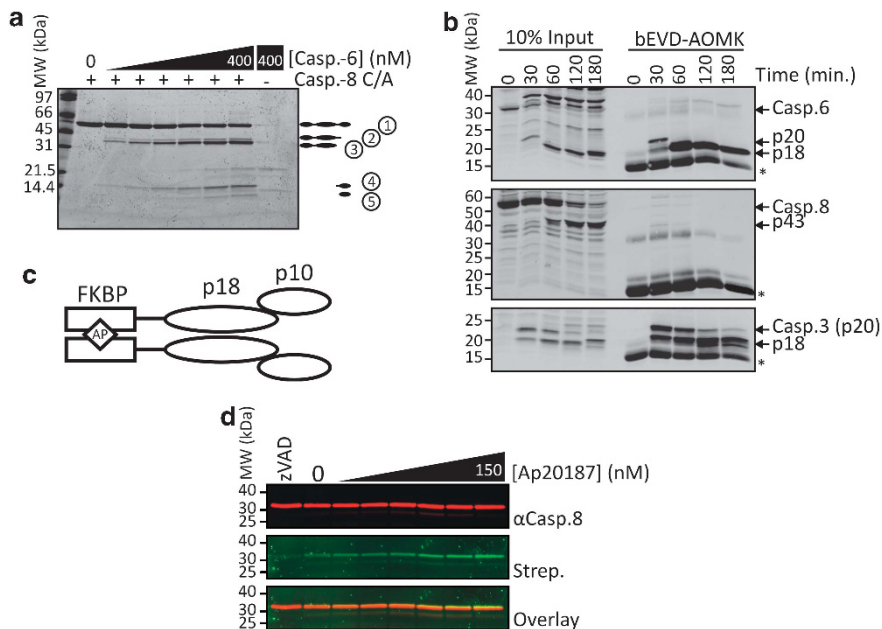 a
MW (kDa)
0 400 400 [Casp.-6] (nM)
+ + + + + + + - Casp.-8 C/A
97
66
45
31
21.5
14.4
1
2
3
4
5
b
MW (kDa)
10% Input bEVD-AOMK
0 30 60 120 180 0 30 60 120 180 Time (min.)
40
30
25
20
15
Casp.6
p20
p18
*
60
50
40
30
25
20
15
Casp.8
p43
*
25
20
15
Casp.3 (p20)
p18
*
c
FKBP p18 p10
AP
d
MW (kDa)
zVAD 0 150 [Ap20187] (nM)
40
30
25
αCasp.8
40
30
25
Strep.
40
30
25
Overlay